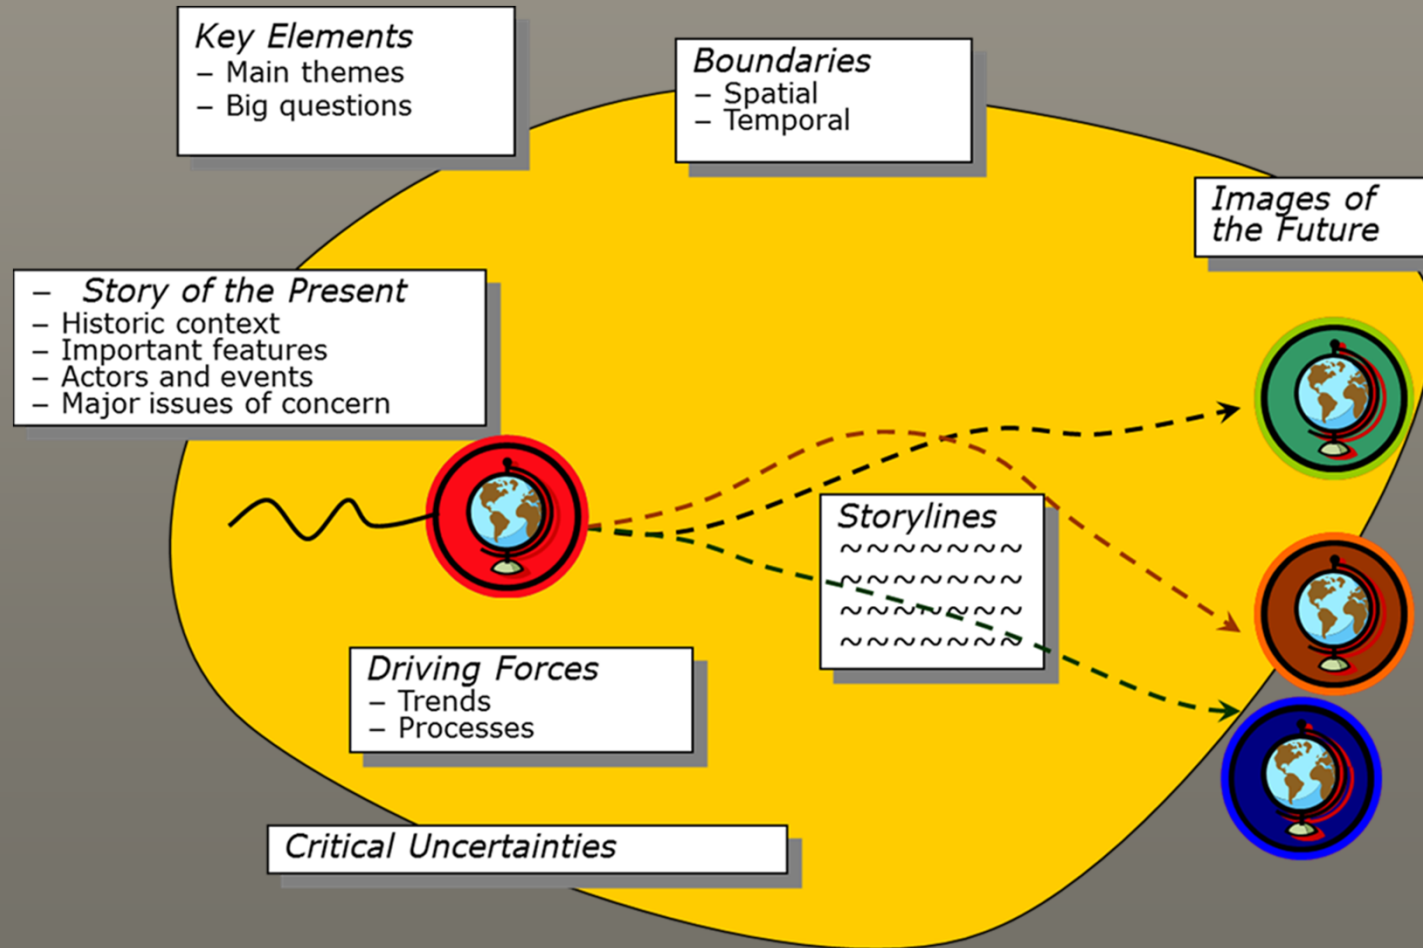 Key Elements
– Main themes
– Big questions
Boundaries
– Spatial
– Temporal
Images of
the Future
– Story of the Present
– Historic context
– Important features
– Actors and events
– Major issues of concern
Storylines
~~~~~~~
~~~~~~~
~~~~~~~
~~~~~~~
Driving Forces
– Trends
– Processes
Critical Uncertainties